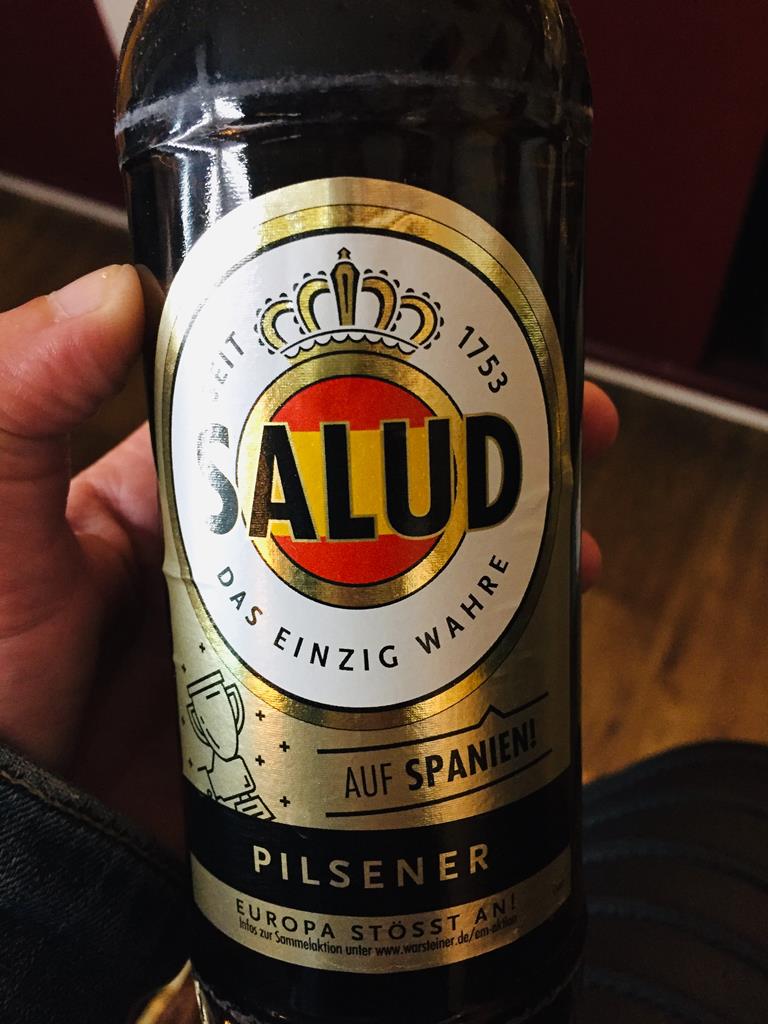 SEIT 1753
SALUD
DAS EINZIG WAHRE
AUF SPANIEN!
PILSENER
EUROPA STÖSST AN!
Infos zur Sammelaktion unter www.warsteiner.de/em-aktion